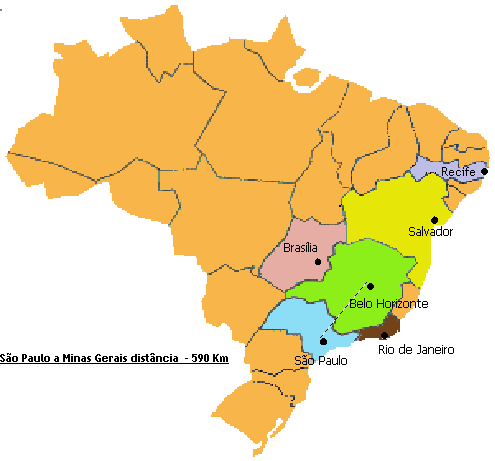 Recife
Salvador
Brasília
Belo Horizonte
Rio de Janeiro
São Paulo a Minas Gerais distância - 590 Km
São Paulo